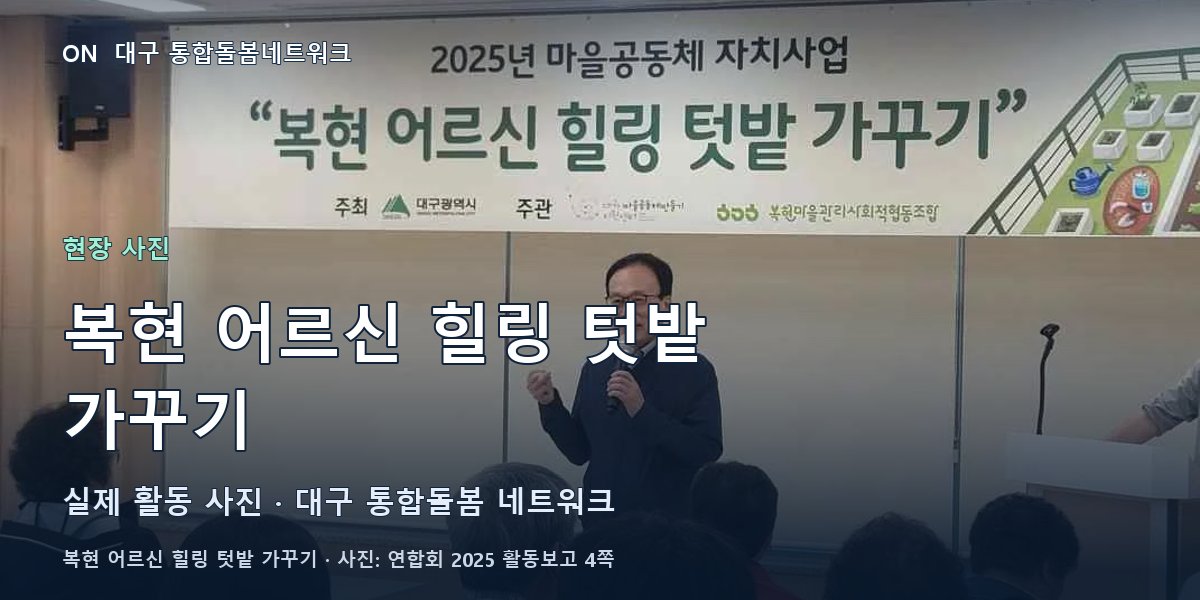 ON 대구 통합돌봄네트워크
2025년 마을공동체 자치사업
“복현 어르신 힐링 텃밭 가꾸기”
주최 대구광역시 주관 복현마을관리사회적협동조합
현장 사진
복현 어르신 힐링 텃밭
가꾸기
실제 활동 사진 · 대구 통합돌봄 네트워크
복현 어르신 힐링 텃밭 가꾸기 · 사진: 연합회 2025 활동보고 4쪽